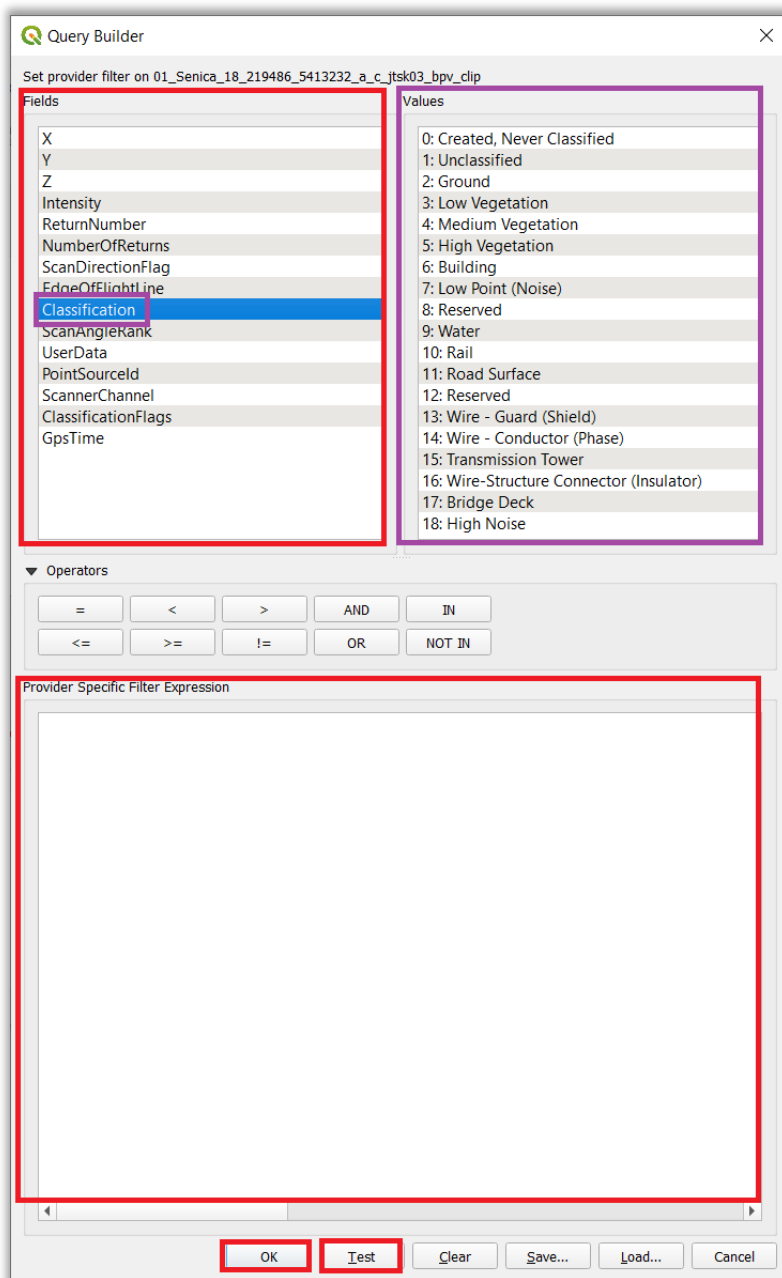 Query Builder
Set provider filter on 01_Senica_18_219486_5413232_a_c_jtsk03_bpv_clip
Fields
X
Y
Z
Intensity
ReturnNumber
NumberOfReturns
ScanDirectionFlag
EdgeOfFlightLine
Classification
ScanAngleRank
UserData
PointSourceId
ScannerChannel
ClassificationFlags
GpsTime
Values
0: Created, Never Classified
1: Unclassified
2: Ground
3: Low Vegetation
4: Medium Vegetation
5: High Vegetation
6: Building
7: Low Point (Noise)
8: Reserved
9: Water
10: Rail
11: Road Surface
12: Reserved
13: Wire - Guard (Shield)
14: Wire - Conductor (Phase)
15: Transmission Tower
16: Wire-Structure Connector (Insulator)
17: Bridge Deck
18: High Noise
Operators
= < > AND IN
<= >= != OR NOT IN
Provider Specific Filter Expression
OK Test Clear Save... Load... Cancel